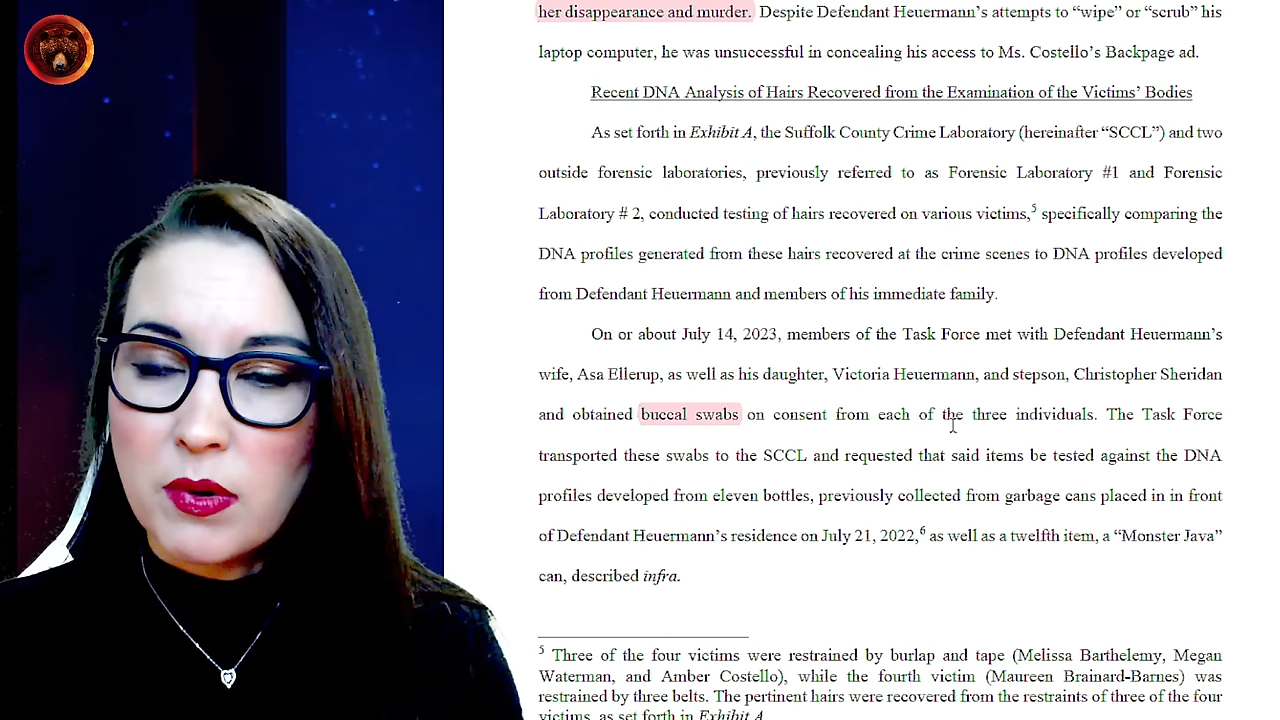 her disappearance and murder. Despite Defendant Heuermann’s attempts to “wipe” or “scrub” his
laptop computer, he was unsuccessful in concealing his access to Ms. Costello’s Backpage ad.
Recent DNA Analysis of Hairs Recovered from the Examination of the Victims’ Bodies
As set forth in Exhibit A, the Suffolk County Crime Laboratory (hereinafter “SCCL”) and two
outside forensic laboratories, previously referred to as Forensic Laboratory #1 and Forensic
Laboratory # 2, conducted testing of hairs recovered on various victims,5 specifically comparing the
DNA profiles generated from these hairs recovered at the crime scenes to DNA profiles developed
from Defendant Heuermann and members of his immediate family.
On or about July 14, 2023, members of the Task Force met with Defendant Heuermann’s
wife, Asa Ellerup, as well as his daughter, Victoria Heuermann, and stepson, Christopher Sheridan
and obtained buccal swabs on consent from each of the three individuals. The Task Force
transported these swabs to the SCCL and requested that said items be tested against the DNA
profiles developed from eleven bottles, previously collected from garbage cans placed in in front
of Defendant Heuermann’s residence on July 21, 2022,6 as well as a twelfth item, a “Monster Java”
can, described infra.
5 Three of the four victims were restrained by burlap and tape (Melissa Barthelemy, Megan
Waterman, and Amber Costello), while the fourth victim (Maureen Brainard-Barnes) was
restrained by three belts. The pertinent hairs were recovered from the restraints of three of the four
victims, as set forth in Exhibit A